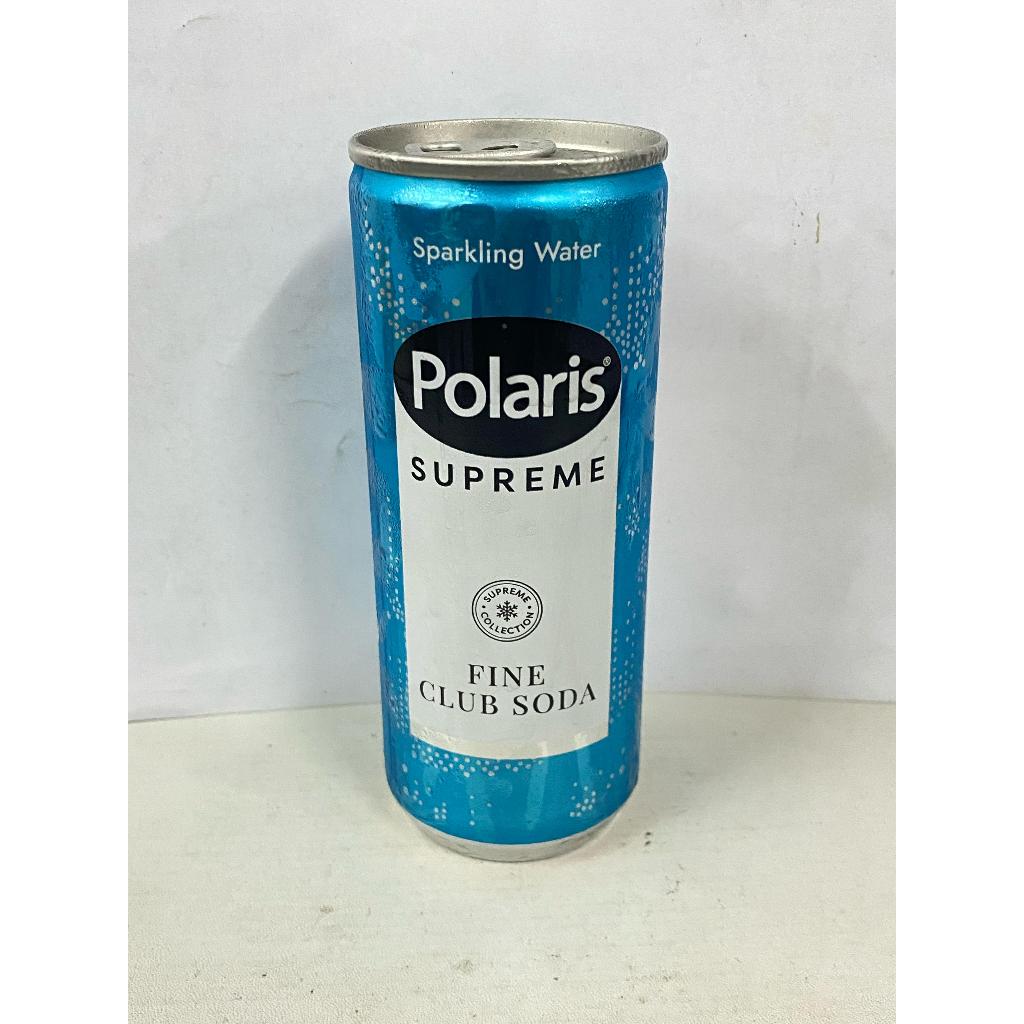 Sparkling Water
Polaris®
SUPREME
SUPREME
COLLECTION
FINE
CLUB SODA